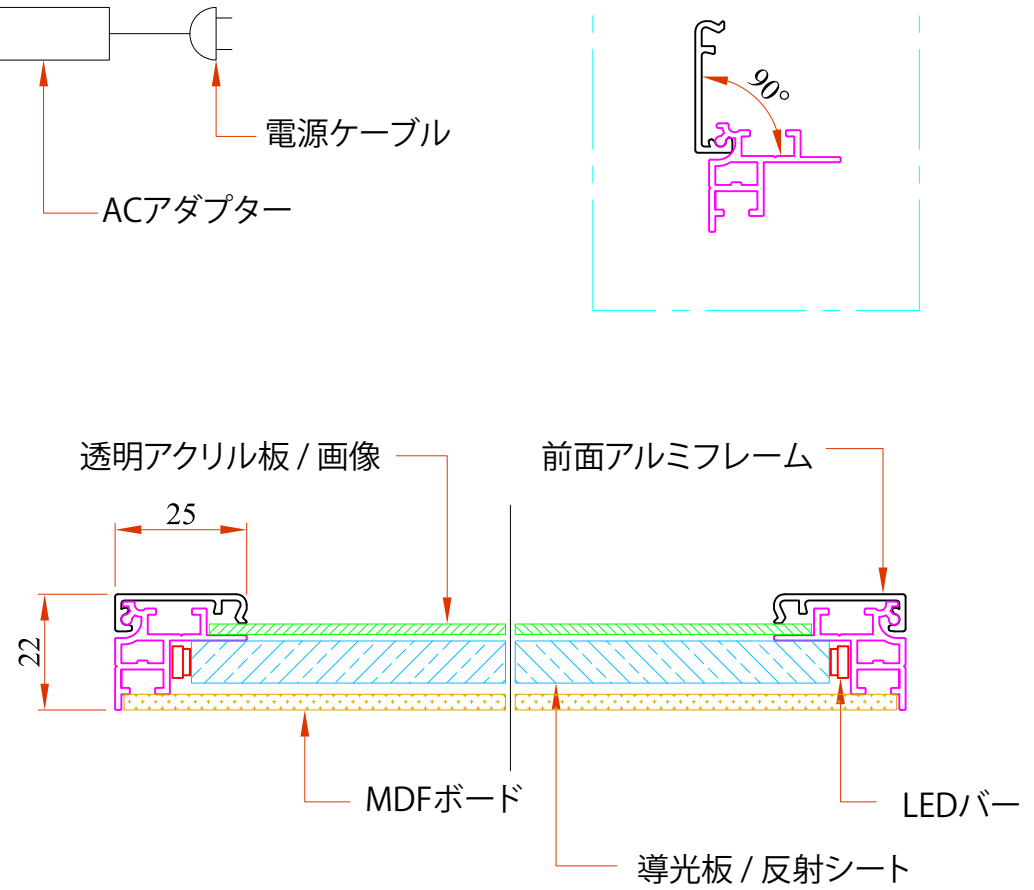 90°
電源ケーブル
ACアダプター
透明アクリル板 / 画像
前面アルミフレーム
25
22
MDFボード
LEDバー
導光板 / 反射シート